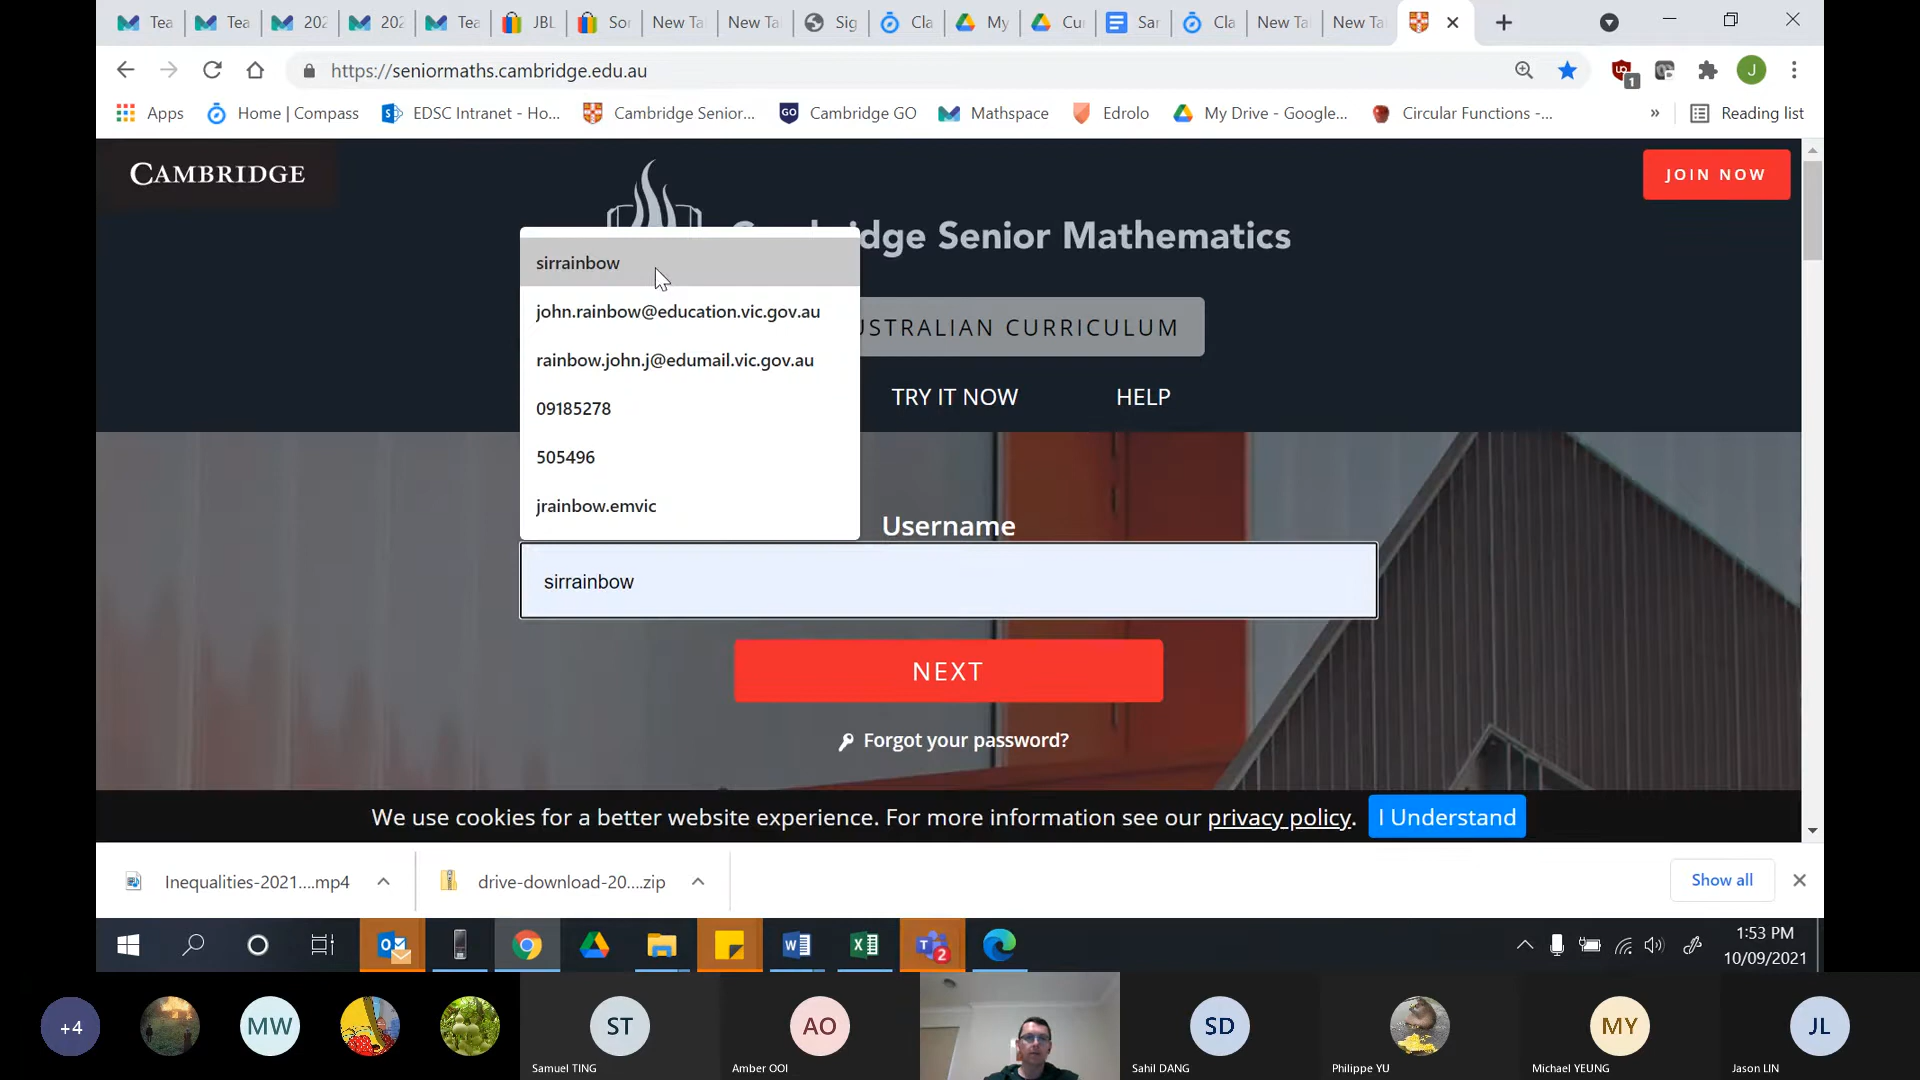 Tea
Tea
202
202
Tea
JBL
Sor
New Ta
New Ta
Sig
Cla
My
Cur
Sar
Cla
New Ta
New Ta
https://seniormaths.cambridge.edu.au
1
J
Apps
Home | Compass
EDSC Intranet - Ho...
Cambridge Senior...
GO
Cambridge GO
Mathspace
Edrolo
My Drive - Google...
Circular Functions -...
»
Reading list
CAMBRIDGE
JOIN NOW
dge Senior Mathematics
sirrainbow
john.rainbow@education.vic.gov.au
USTRALIAN CURRICULUM
rainbow.john.j@edumail.vic.gov.au
TRY IT NOW
HELP
09185278
505496
jrainbow.emvic
Username
sirrainbow
NEXT
Forgot your password?
We use cookies for a better website experience. For more information see our privacy policy.
I Understand
Inequalities-2021....mp4
drive-download-20....zip
Show all
2
1:53 PM
10/09/2021
+4
MW
ST
AO
SD
MY
JL
Samuel TING
Amber OOI
Sahil DANG
Philippe YU
Michael YEUNG
Jason LIN